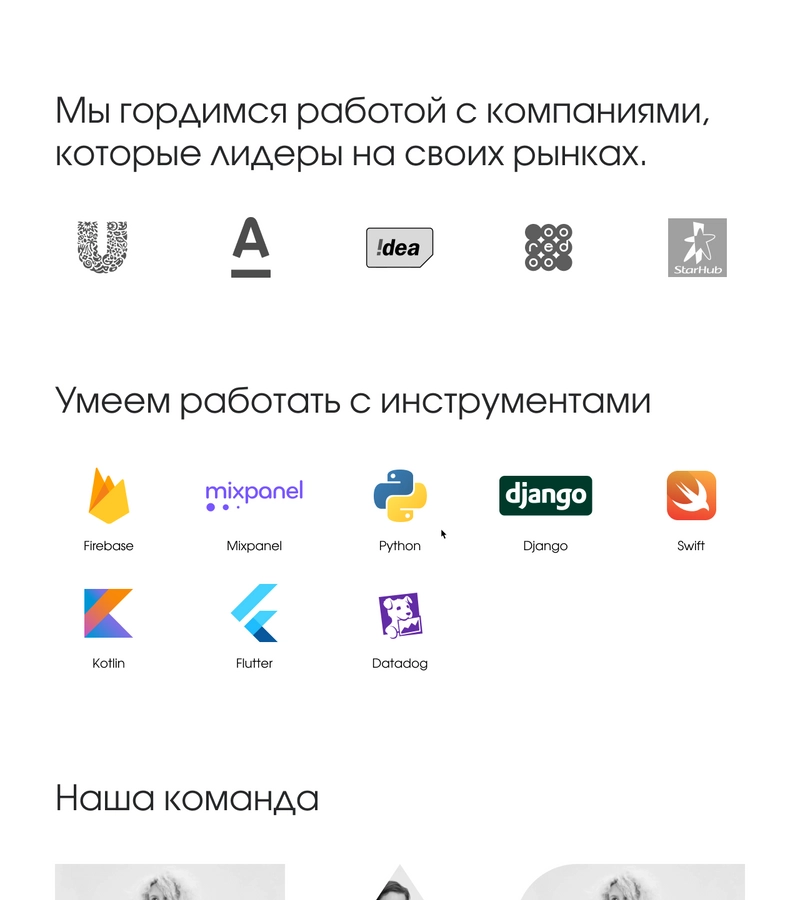 Мы гордимся работой с компаниями,
которые лидеры на своих рынках.
A
!dea
ooredoo
StarHub
Умеем работать с инструментами
mixpanel
django
Firebase
Mixpanel
Python
Django
Swift
Kotlin
Flutter
Datadog
Наша команда